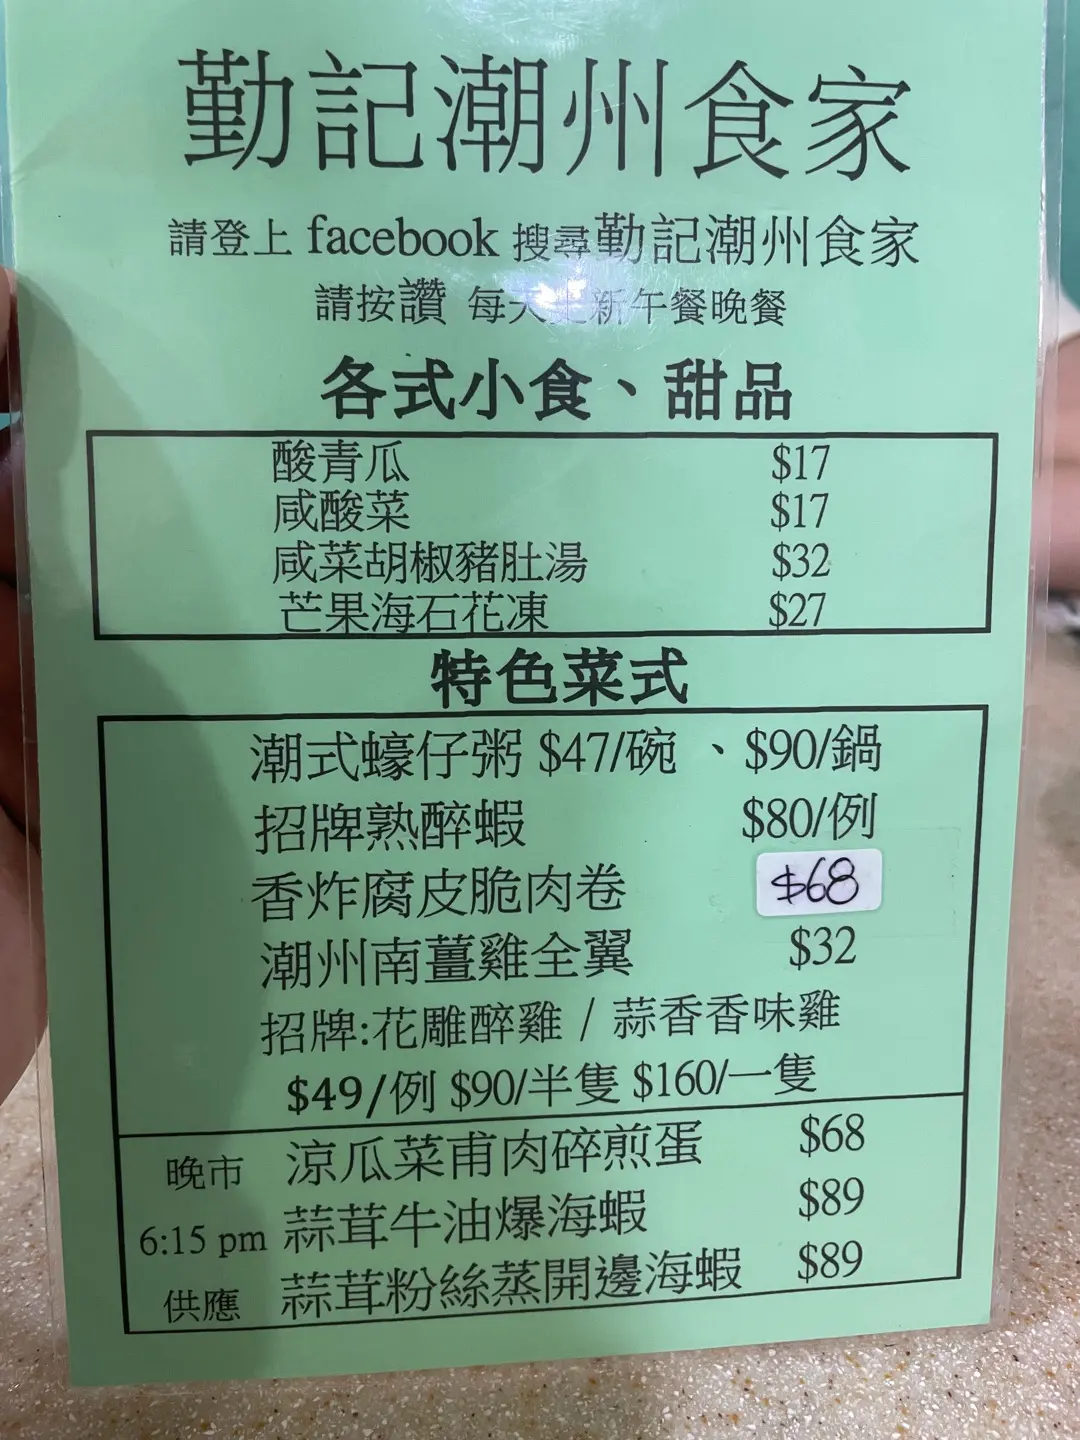 勤記潮州食家
請登上 facebook 搜尋勤記潮州食家
請按讚 每天上新午餐晚餐
各式小食、甜品
酸青瓜 $17
咸酸菜 $17
咸菜胡椒豬肚湯 $32
芒果海石花凍 $27
特色菜式
潮式蠔仔粥 $47/碗 、$90/鍋
招牌熟醉蝦 $80/例
香炸腐皮脆肉卷 $68
潮州南薑雞全翼 $32
招牌:花雕醉雞 / 蒜香香味雞
$49/例 $90/半隻 $160/一隻
晚市 涼瓜菜甫肉碎煎蛋 $68
6:15 pm 蒜茸牛油爆海蝦 $89
供應 蒜茸粉絲蒸開邊海蝦 $89